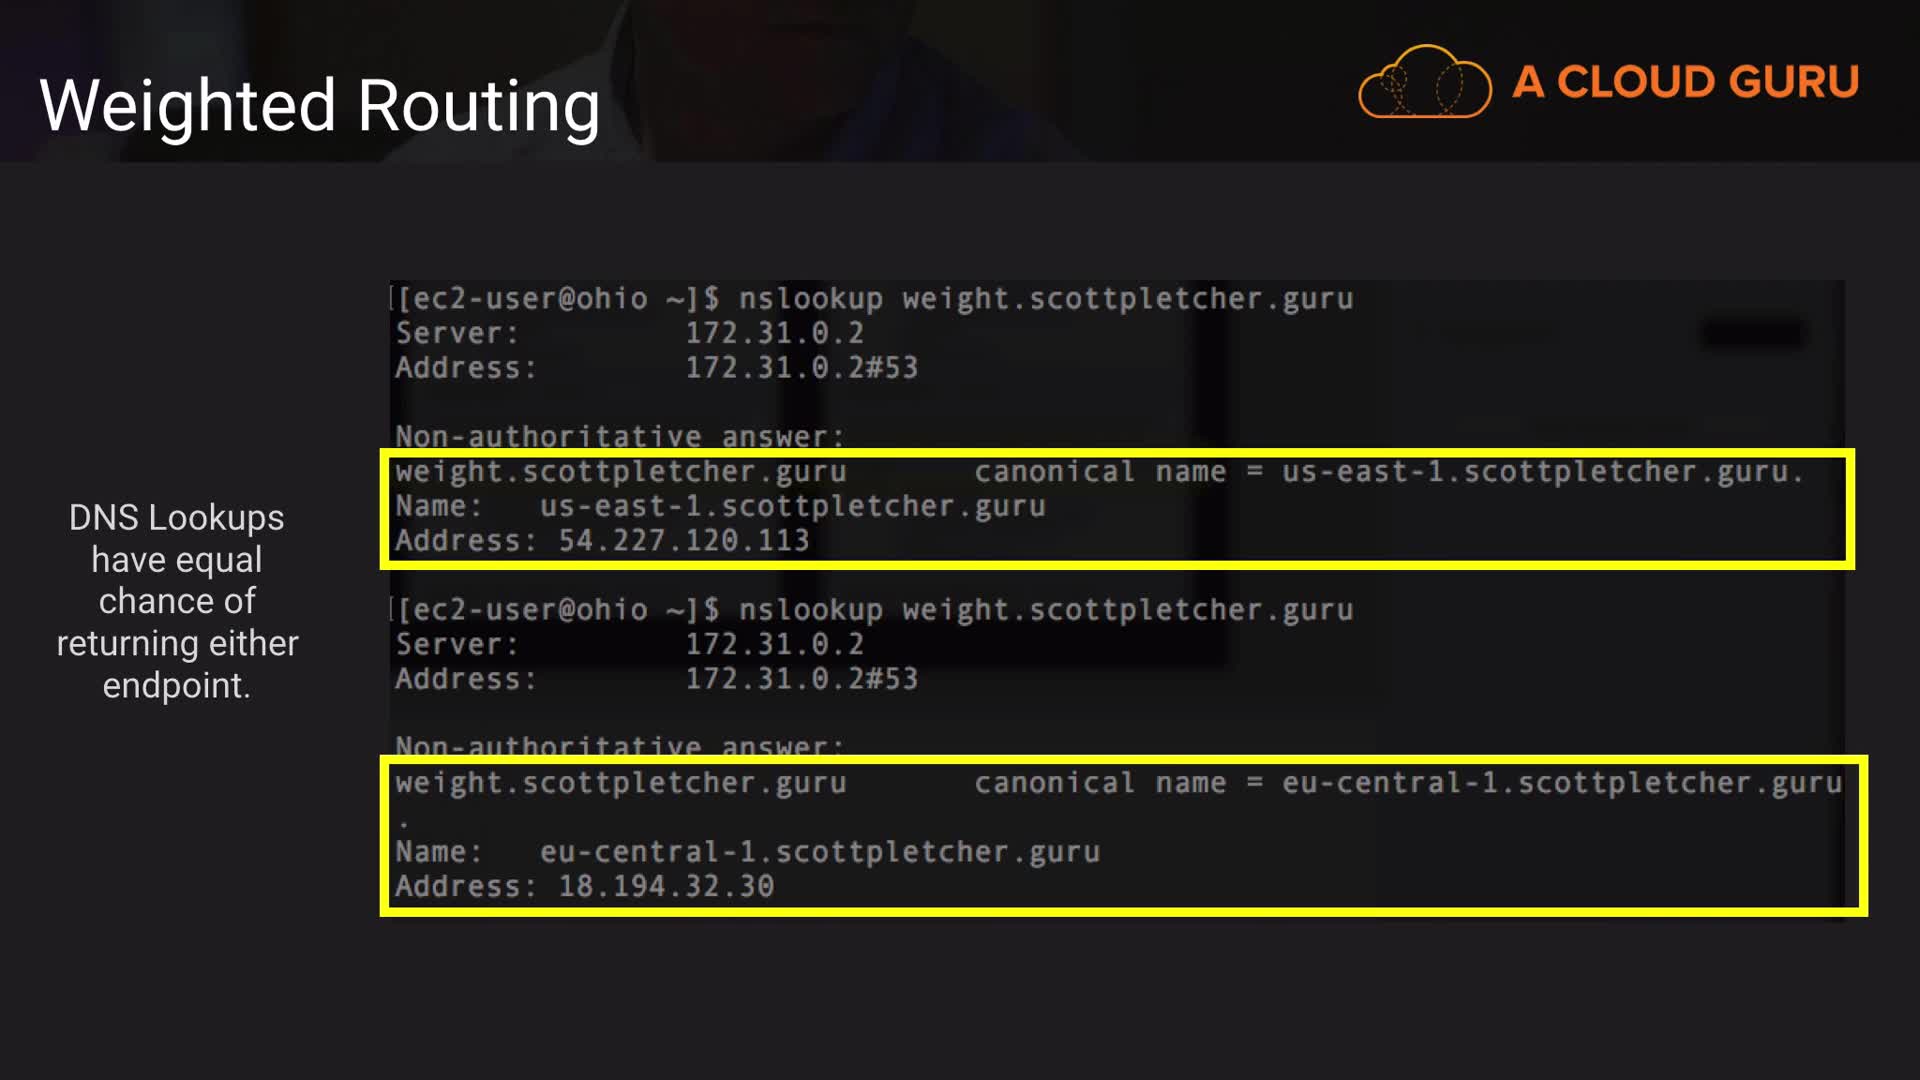 Weighted Routing
A CLOUD GURU
DNS Lookups
have equal
chance of
returning either
endpoint.
[[ec2-user@ohio ~]$ nslookup weight.scottpletcher.guru
Server: 172.31.0.2
Address: 172.31.0.2#53
Non-authoritative answer:
weight.scottpletcher.guru canonical name = us-east-1.scottpletcher.guru.
Name: us-east-1.scottpletcher.guru
Address: 54.227.120.113
[[ec2-user@ohio ~]$ nslookup weight.scottpletcher.guru
Server: 172.31.0.2
Address: 172.31.0.2#53
Non-authoritative answer:
weight.scottpletcher.guru canonical name = eu-central-1.scottpletcher.guru
.
Name: eu-central-1.scottpletcher.guru
Address: 18.194.32.30